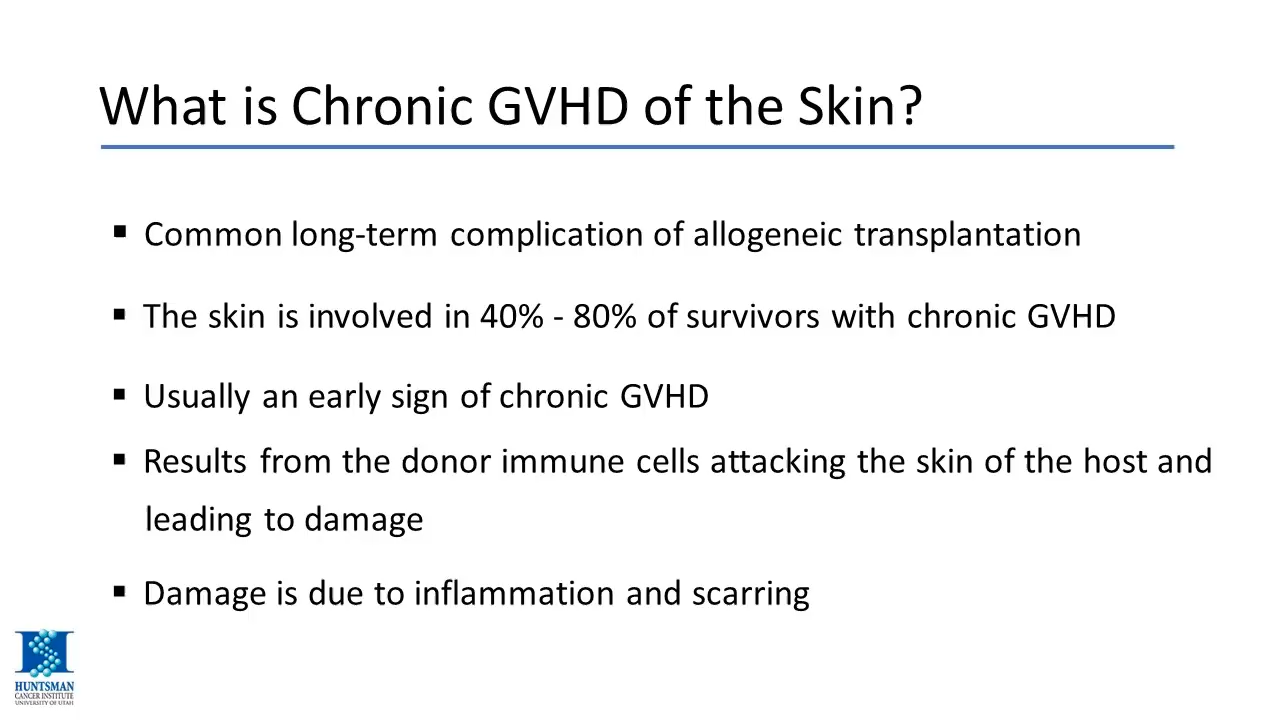 What is Chronic GVHD of the Skin?
▪ Common long-term complication of allogeneic transplantation
▪ The skin is involved in 40% - 80% of survivors with chronic GVHD
▪ Usually an early sign of chronic GVHD
▪ Results from the donor immune cells attacking the skin of the host and
leading to damage
▪ Damage is due to inflammation and scarring
HUNTSMAN
CANCER INSTITUTE
UNIVERSITY OF UTAH